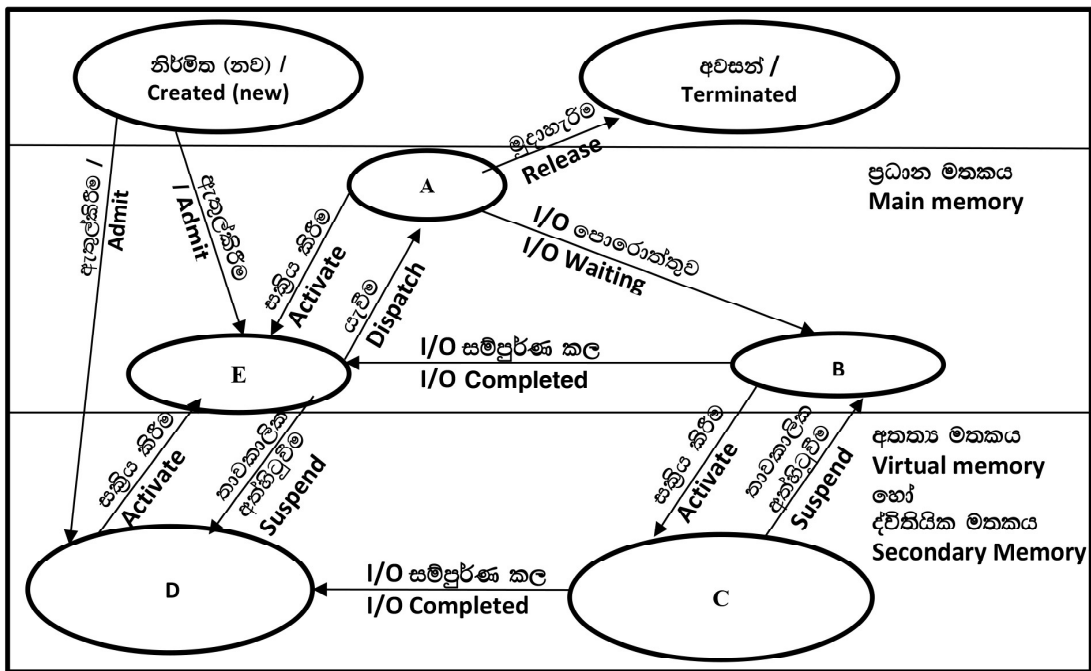 නිර්මිත (නව) /
Created (new)
අවසන් /
Terminated
මුදාහැරිම
Release
ප්‍රධාන මතකය
Main memory
A
ඇතුල්කිරීම /
Admit
ඇතුල්කිරීම
/ Admit
සක්‍රිය කිරීම
Activate
යැවීම
Dispatch
I/O පොරොත්තුව
I/O Waiting
E
I/O සම්පුර්ණ කල
I/O Completed
B
සක්‍රිය කිරීම
Activate
තාවකාලික
අත්හිටුවීම
Suspend
සක්‍රිය කිරීම
Activate
තාවකාලික
අත්හිටුවීම
Suspend
අතත්‍ය මතකය
Virtual memory
හෝ
ද්විතියික මතකය
Secondary Memory
D
I/O සම්පුර්ණ කල
I/O Completed
C